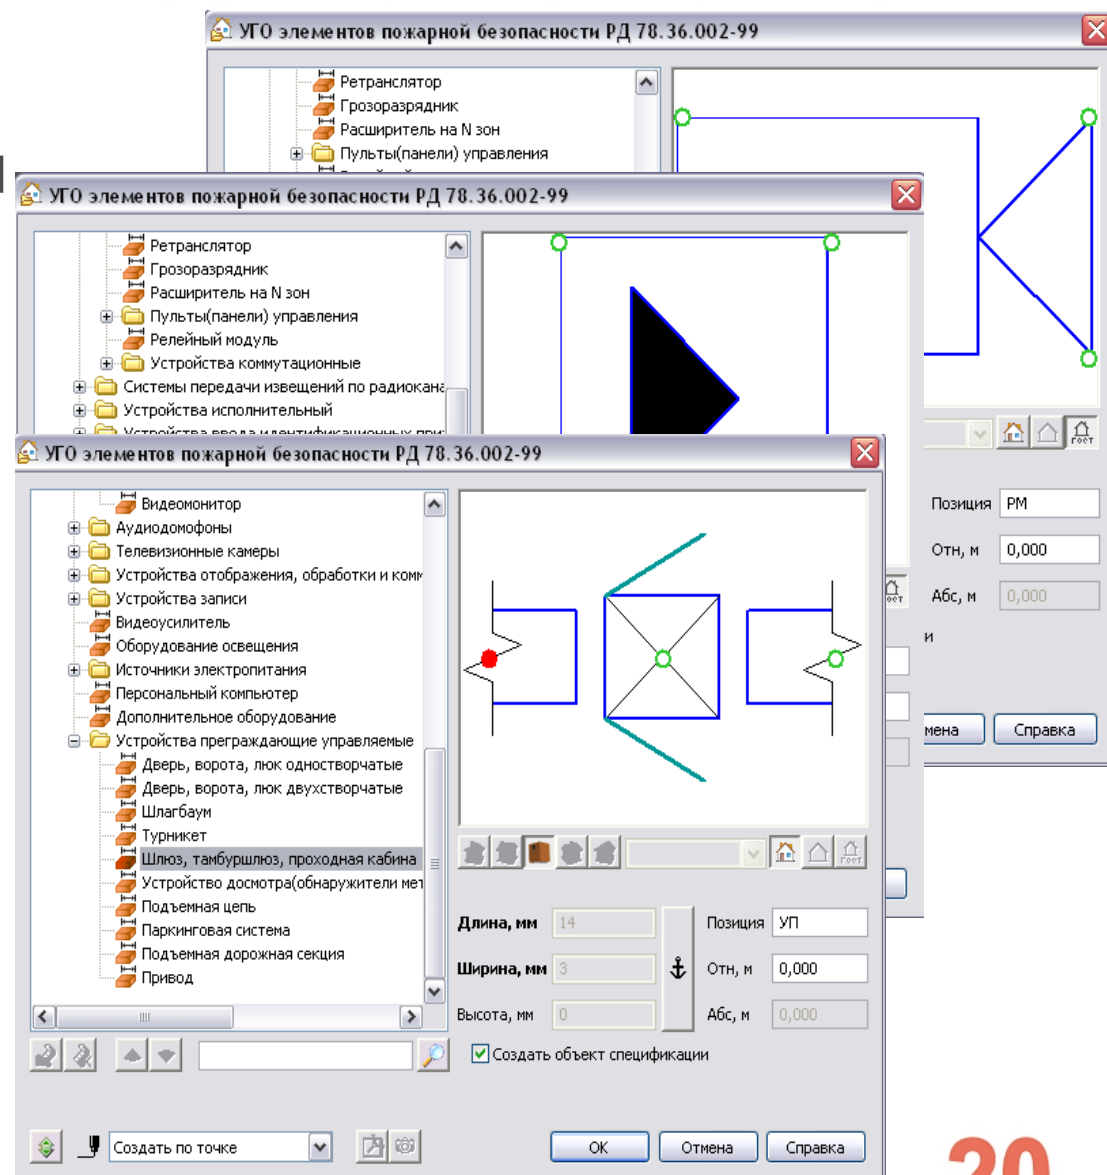 УГО элементов пожарной безопасности РД 78.36.002-99
Ретранслятор
Грозоразрядник
Расширитель на N зон
Пульты(панели) управления
гост
Позиция РМ
Отн, м 0,000
Абс, м 0,000
и
мена Справка
УГО элементов пожарной безопасности РД 78.36.002-99
Ретранслятор
Грозоразрядник
Расширитель на N зон
Пульты(панели) управления
Релейный модуль
Устройства коммутационные
Системы передачи извещений по радиокана
Устройства исполнительный
Устройства ввода идентификационных при
УГО элементов пожарной безопасности РД 78.36.002-99
Видеомонитор
Аудиодомофоны
Телевизионные камеры
Устройства отображения, обработки и комм
Устройства записи
Видеоусилитель
Оборудование освещения
Источники электропитания
Персональный компьютер
Дополнительное оборудование
Устройства преграждающие управляемые
Дверь, ворота, люк одностворчатые
Дверь, ворота, люк двухстворчатые
Шлагбаум
Турникет
Шлюз, тамбуршлюз, проходная кабина
Устройство досмотра(обнаружители мет
Подъемная цепь
Паркинговая система
Подъемная дорожная секция
Привод
гост
Длина, мм 14 Позиция УП
Ширина, мм 3 Отн, м 0,000
Высота, мм 0 Абс, м 0,000
Создать объект спецификации
Создать по точке
ОК Отмена Справка
20